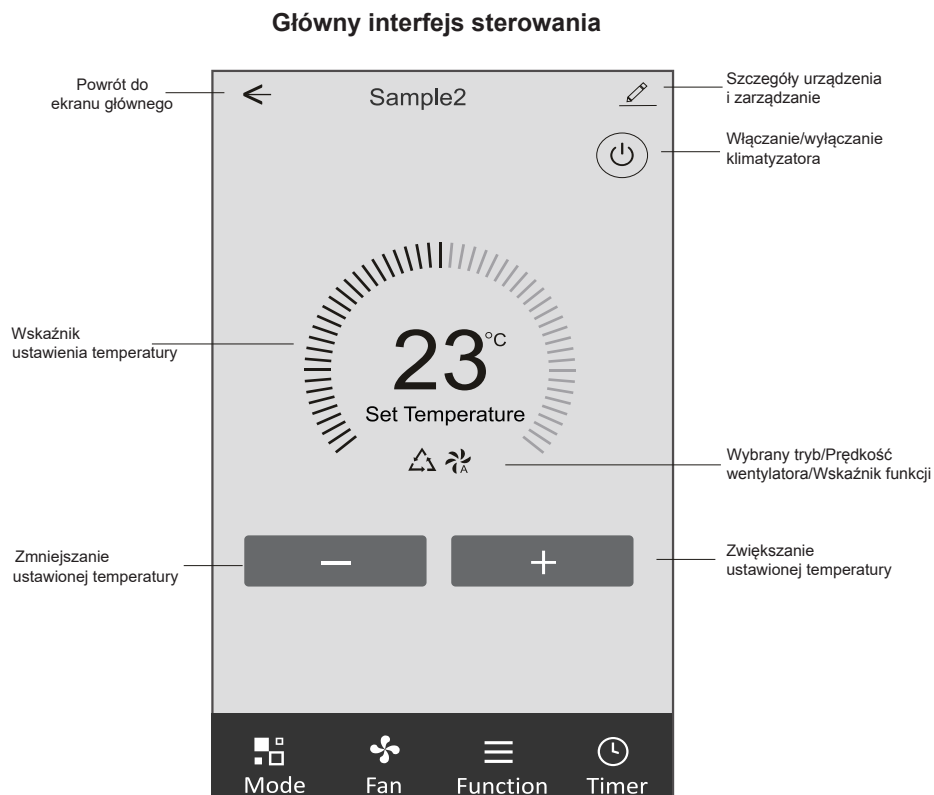 Główny interfejs sterowania
Powrót do
ekranu głównego
Sample2
Szczegóły urządzenia
i zarządzanie
Włączanie/wyłączanie
klimatyzatora
Wskaźnik
ustawienia temperatury
23°C
Set Temperature
A
Wybrany tryb/Prędkość
wentylatora/Wskaźnik funkcji
Zmniejszanie
ustawionej temperatury
Zwiększanie
ustawionej temperatury
Mode Fan Function Timer